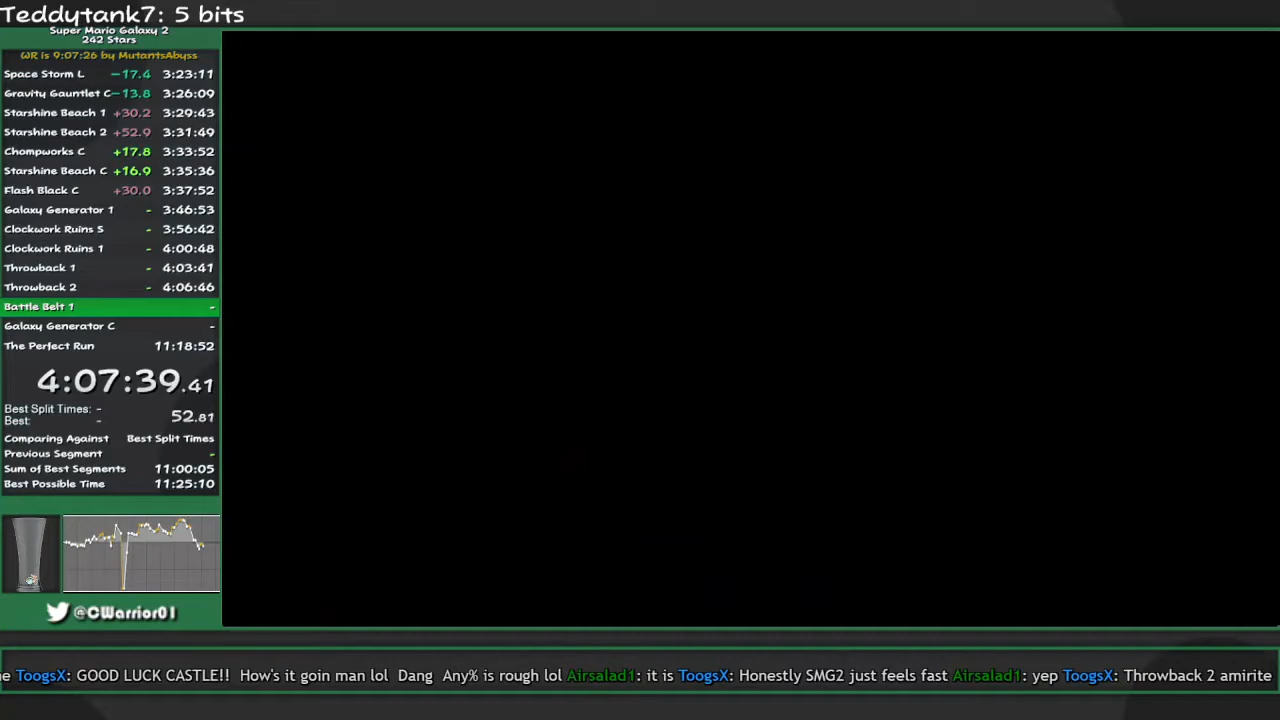 Teddytank7: 5 bits
Super Mario Galaxy 2
242 Stars
WR is 9:07:26 by MutantsAbyss
Space Storm L -17.4 3:23:11
Gravity Gauntlet C -13.8 3:26:09
Starshine Beach 1 +30.2 3:29:43
Starshine Beach 2 +52.9 3:31:49
Chompworks C +17.8 3:33:52
Starshine Beach C +16.9 3:35:36
Flash Black C +30.0 3:37:52
Galaxy Generator 1 - 3:46:53
Clockwork Ruins S - 3:56:42
Clockwork Ruins 1 - 4:00:48
Throwback 1 - 4:03:41
Throwback 2 - 4:06:46
Battle Belt 1 -
Galaxy Generator C -
The Perfect Run 11:18:52
4:07:39.41
Best Split Times: - 52.81
Best: -
Comparing Against Best Split Times
Previous Segment -
Sum of Best Segments 11:00:05
Best Possible Time 11:25:10
@CWarrior01
e ToogsX: GOOD LUCK CASTLE!! How's it goin man lol Dang Any% is rough lol Airsalad1: it is ToogsX: Honestly SMG2 just feels fast Airsalad1: yep ToogsX: Throwback 2 amirite